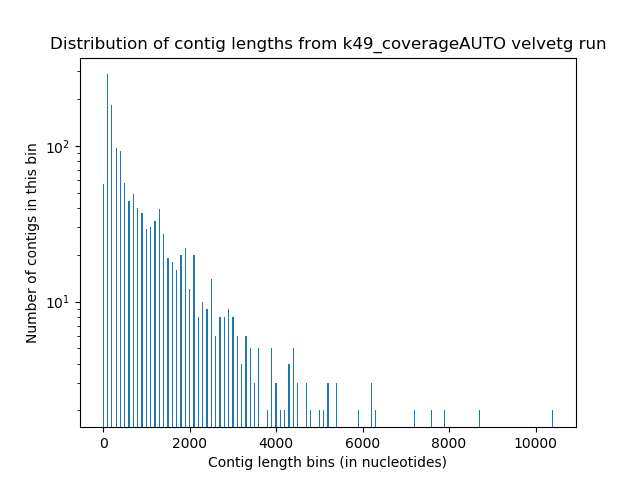 Distribution of contig lengths from k49_coverageAUTO velvetg run
Number of contigs in this bin
10²
10¹
0 2000 4000 6000 8000 10000
Contig length bins (in nucleotides)